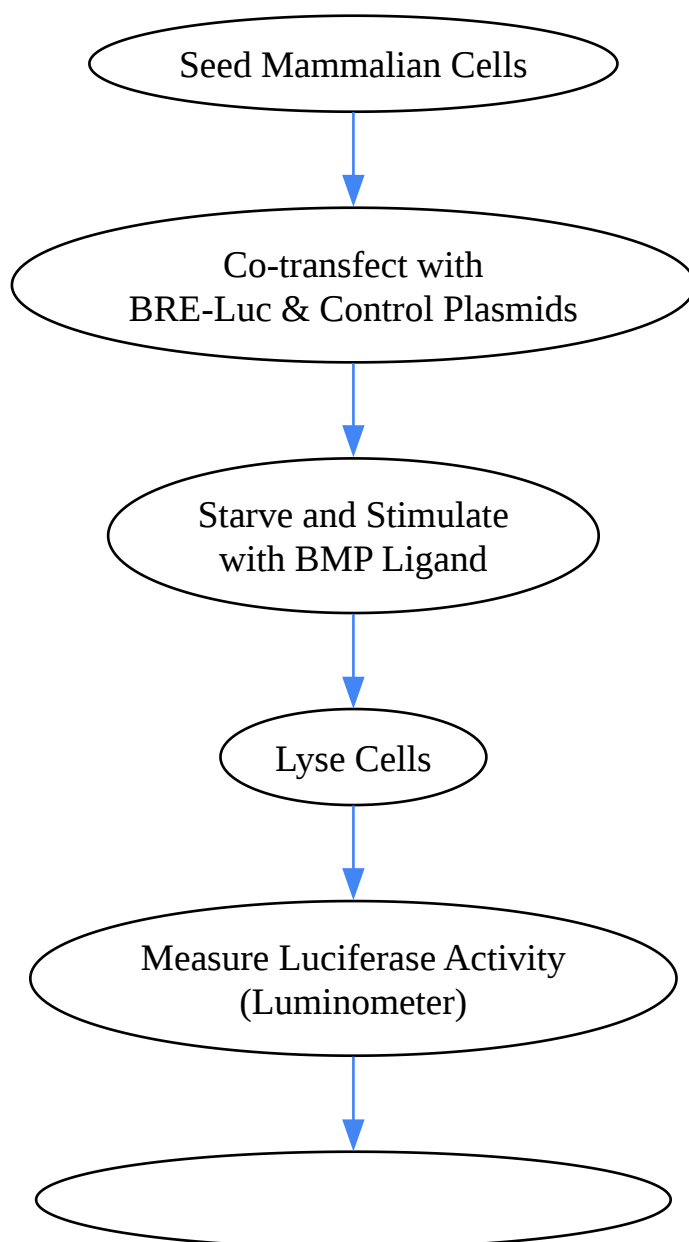 Seed Mammalian Cells
Co-transfect with
BRE-Luc & Control Plasmids
Starve and Stimulate
with BMP Ligand
Lyse Cells
Measure Luciferase Activity
(Luminometer)